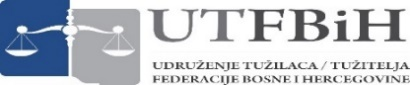 UTFBiH
UDRUŽENJE TUŽILACA / TUŽITELJA
FEDERACIJE BOSNE I HERCEGOVINE